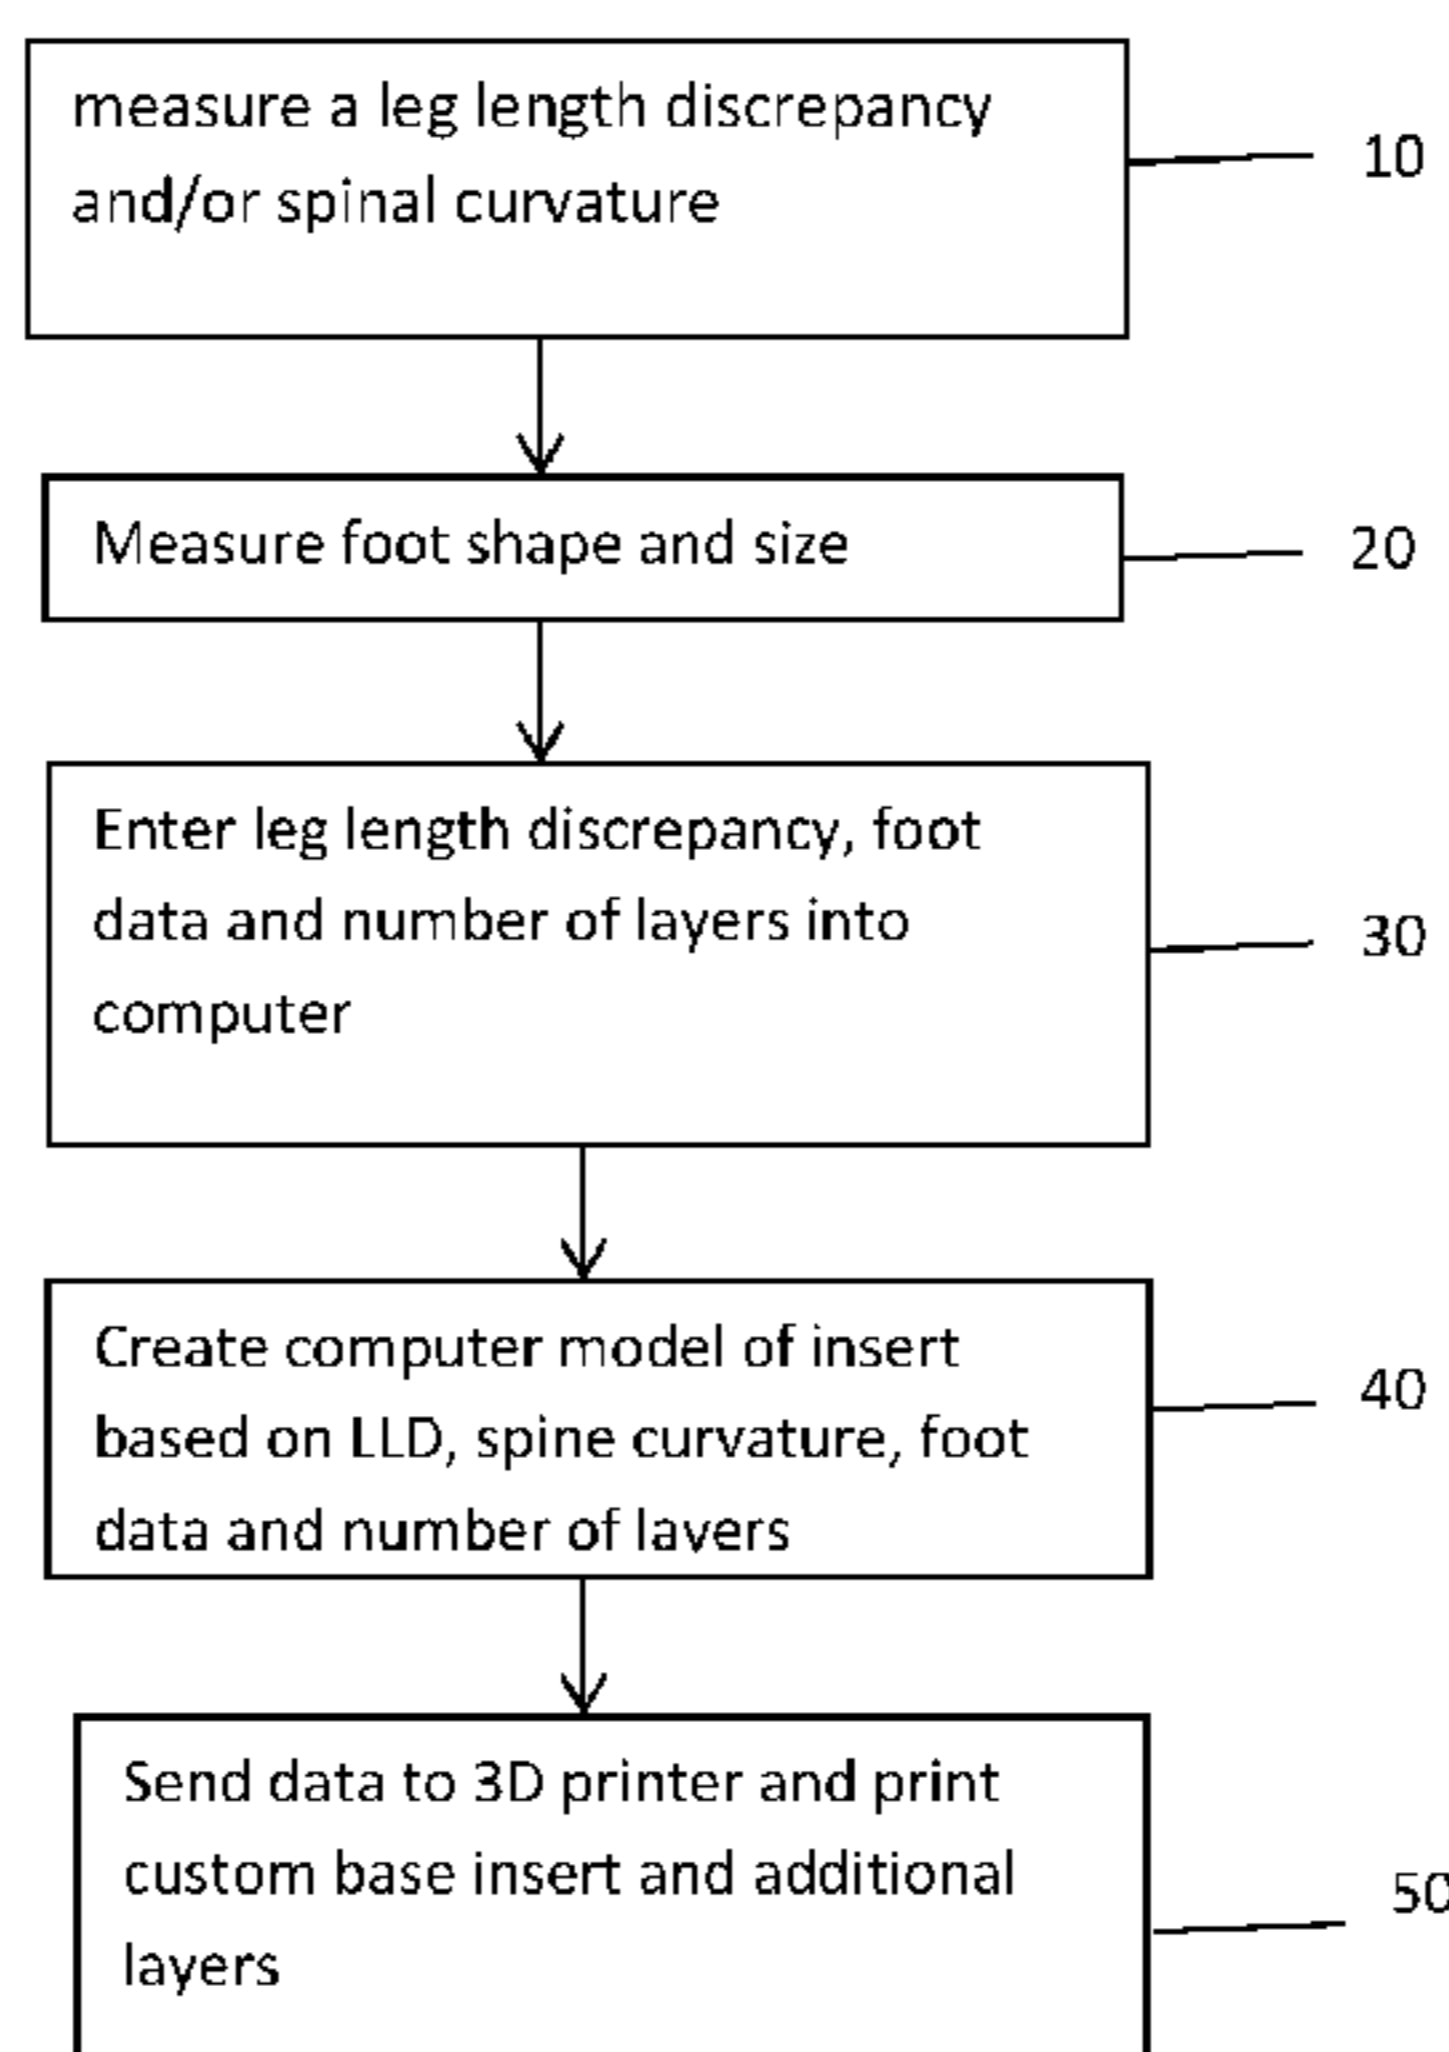 measure a leg length discrepancy
and/or spinal curvature
10
Measure foot shape and size
20
Enter leg length discrepancy, foot
data and number of layers into
computer
30
Create computer model of insert
based on LLD, spine curvature, foot
data and number of lavers
40
Send data to 3D printer and print
custom base insert and additional
layers
50